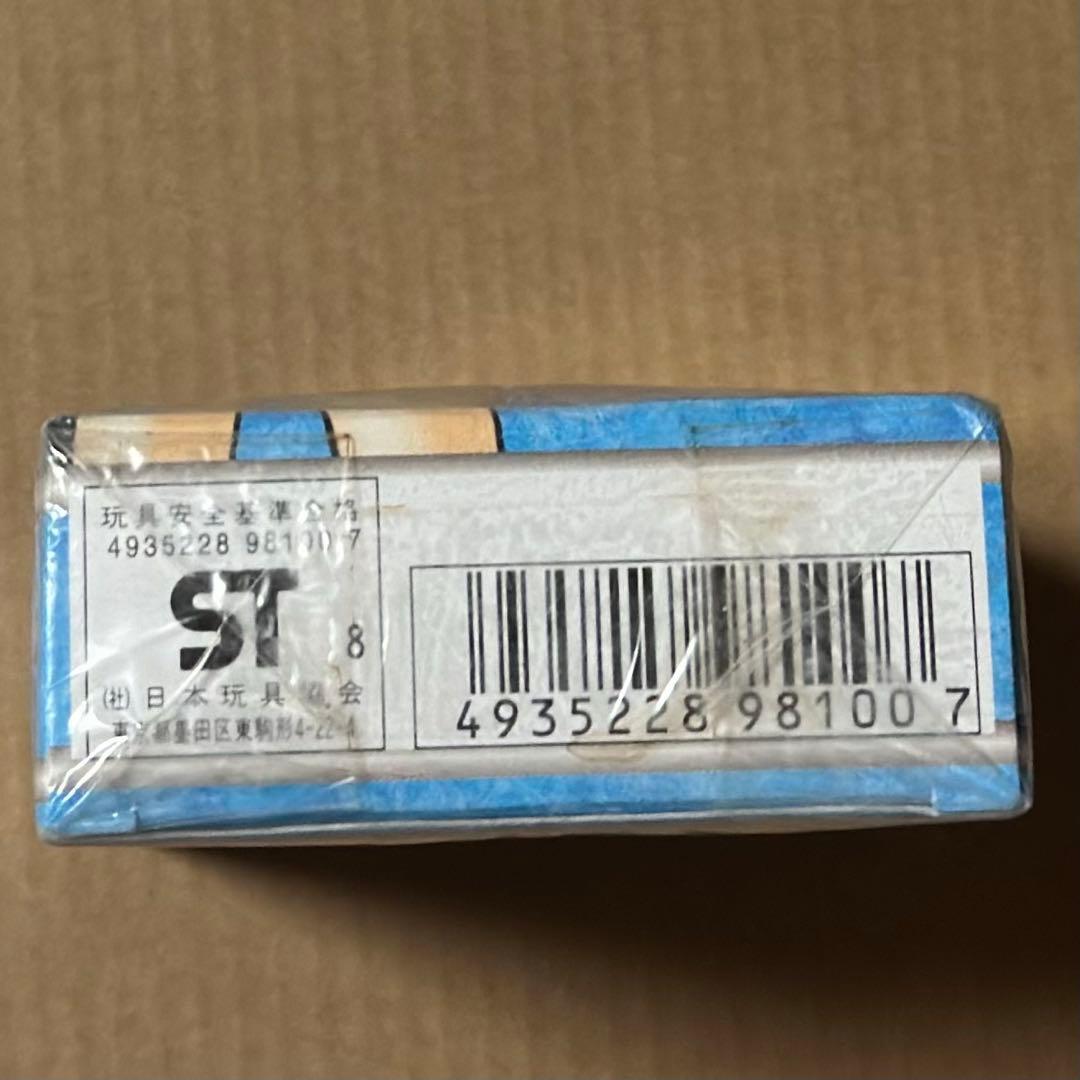 玩具安全基準合格
4935228 98100 7
ST 8
(社)日本玩具協会
東京都墨田区東駒形4-22-4
4935228 98100 7